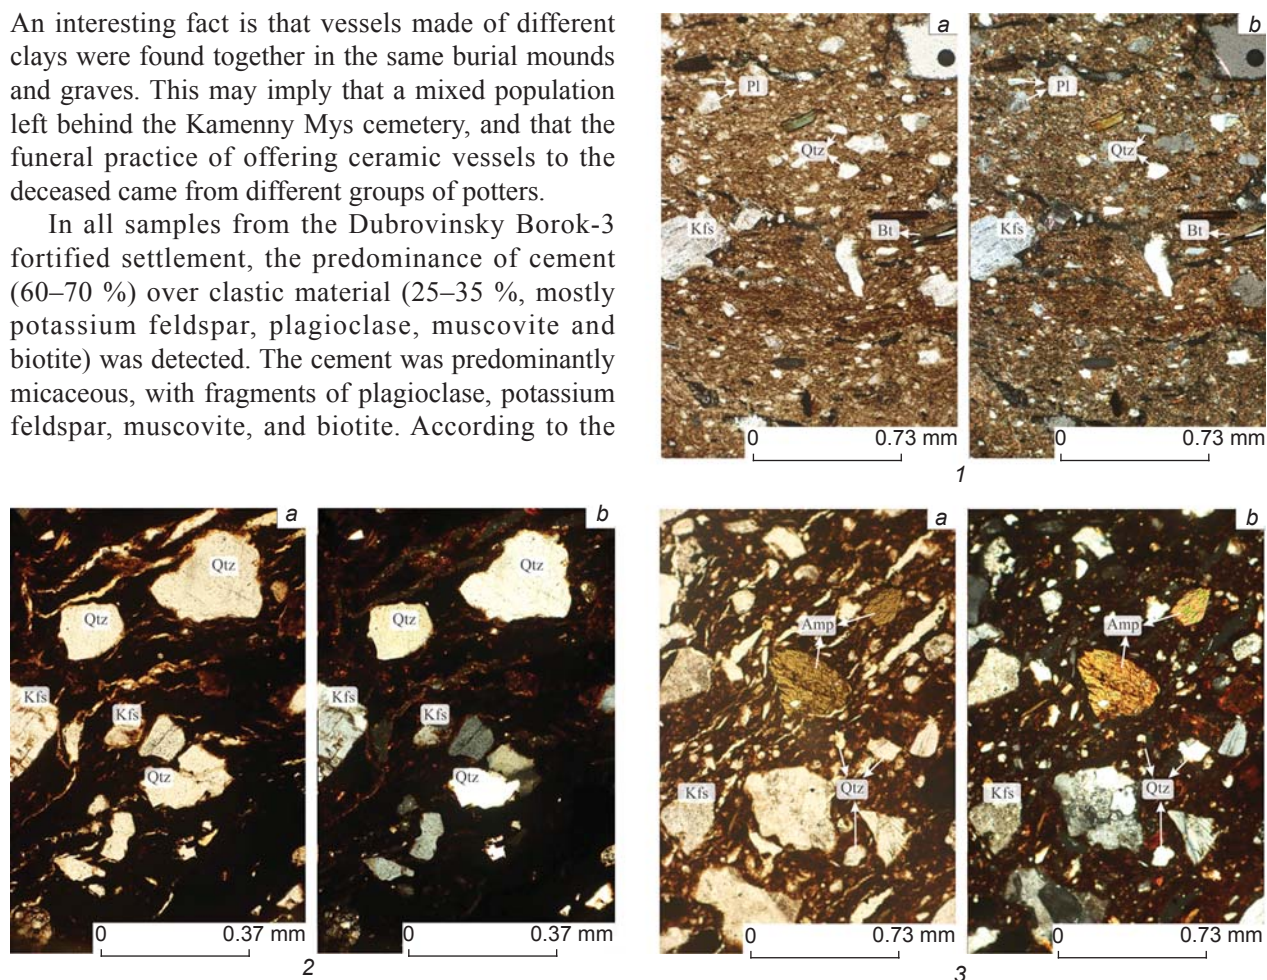 An interesting fact is that vessels made of different
clays were found together in the same burial mounds
and graves. This may imply that a mixed population
left behind the Kamenny Mys cemetery, and that the
funeral practice of offering ceramic vessels to the
deceased came from different groups of potters.
In all samples from the Dubrovinsky Borok-3
fortified settlement, the predominance of cement
(60–70 %) over clastic material (25–35 %, mostly
potassium feldspar, plagioclase, muscovite and
biotite) was detected. The cement was predominantly
micaceous, with fragments of plagioclase, potassium
feldspar, muscovite, and biotite. According to the
a
b
Pl
Pl
Qtz
Qtz
Kfs
Bt
Kfs
Bt
0 0.73 mm
0 0.73 mm
1
a
b
Qtz
Qtz
Qtz
Qtz
Kfs
Kfs
Kfs
Kfs
Qtz
Qtz
0 0.37 mm
0 0.37 mm
2
a
b
Amp
Amp
Kfs
Qtz
Kfs
Qtz
0 0.73 mm
0 0.73 mm
3